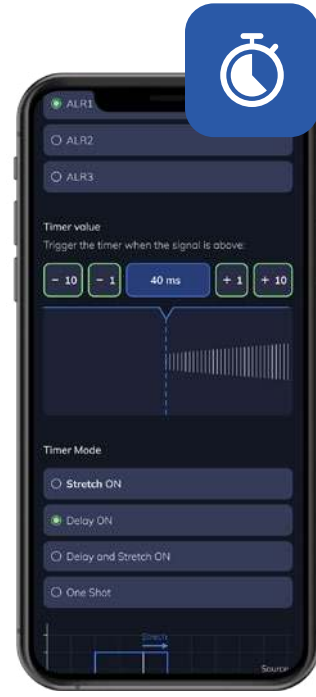 ALR1
ALR2
ALR3
Timer value
Trigger the timer when the signal is above:
− 10 − 1 40 ms + 1 + 10
Timer Mode
Stretch ON
Delay ON
Delay and Stretch ON
One Shot
Stretch
Source